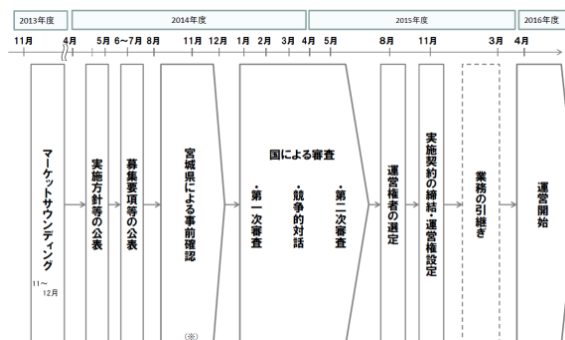 2013年度
2014年度
2015年度
2016年度
11月
4月
5月
6～7月
8月
11月
12月
1月
2月
3月
4月
5月
8月
11月
3月
4月
マーケットサウンディング
11～
12月
実施方針等の公表
募集要項等の公表
宮城県による事前確認
(※)
国による審査
・第一次審査
・競争的対話
・第二次審査
運営権者の選定
実施契約の締結・運営権設定
業務の引継ぎ
運営開始